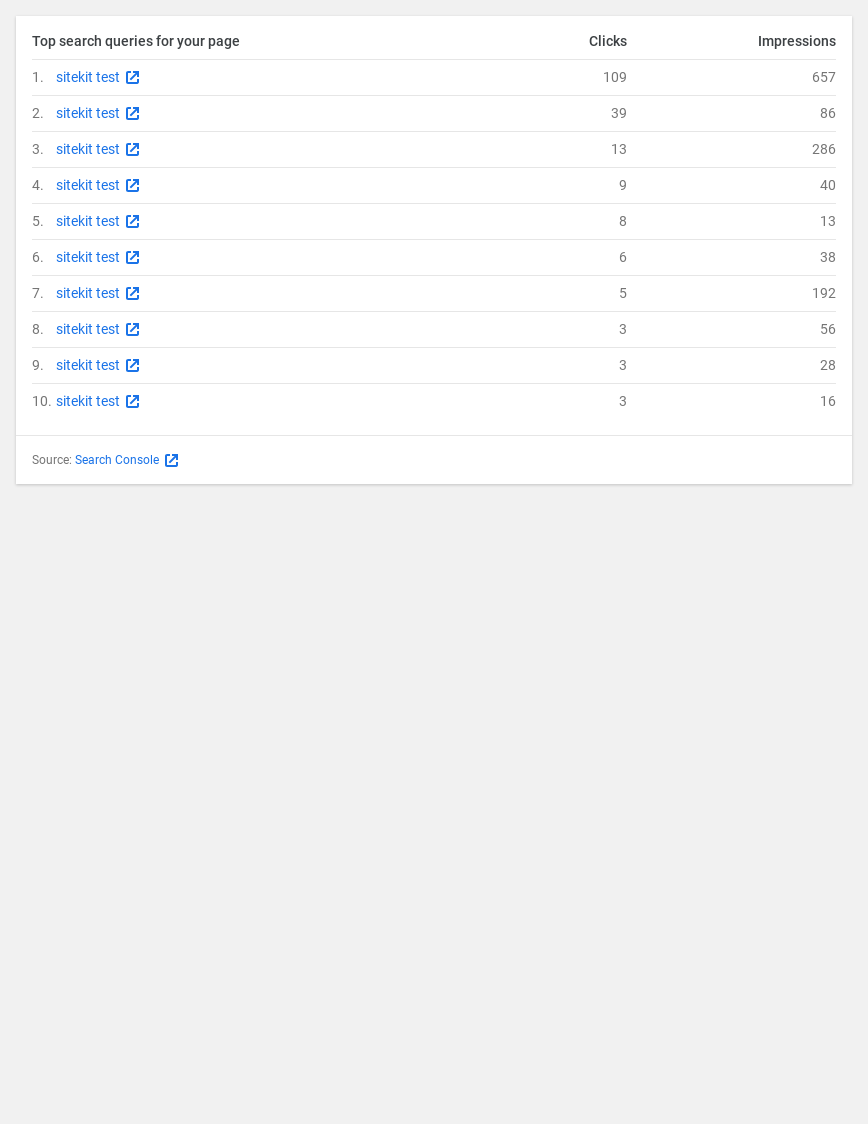 Top search queries for your page Clicks Impressions
1. sitekit test 109 657
2. sitekit test 39 86
3. sitekit test 13 286
4. sitekit test 9 40
5. sitekit test 8 13
6. sitekit test 6 38
7. sitekit test 5 192
8. sitekit test 3 56
9. sitekit test 3 28
10. sitekit test 3 16
Source: Search Console